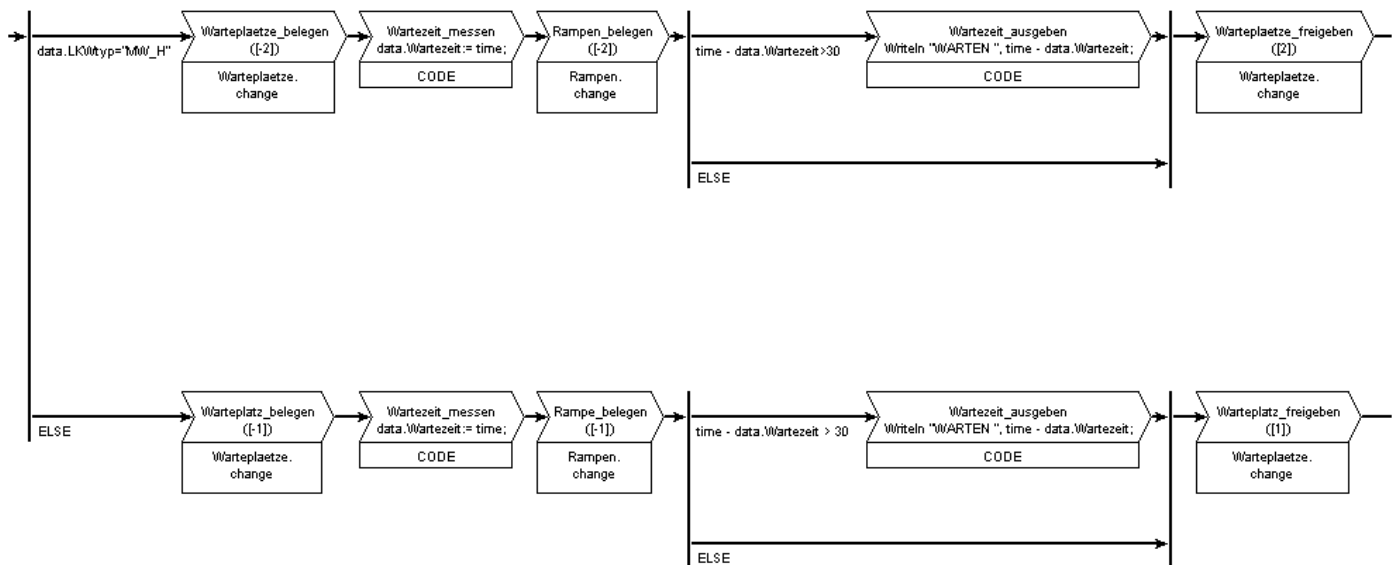 Warteplaetze_belegen
([-2])
Warteplaetze.
change
data.LKWtyp="MW_H"
Wartezeit_messen
data.Wartezeit:= time;
CODE
Rampen_belegen
([-2])
Rampen.
change
time - data.Wartezeit>30
Wartezeit_ausgeben
Writeln "WARTEN ", time - data.Wartezeit;
CODE
ELSE
Warteplaetze_freigeben
([2])
Warteplaetze.
change
ELSE
Warteplatz_belegen
([-1])
Warteplaetze.
change
Wartezeit_messen
data.Wartezeit:= time;
CODE
Rampe_belegen
([-1])
Rampen.
change
time - data.Wartezeit > 30
Wartezeit_ausgeben
Writeln "WARTEN ", time - data.Wartezeit;
CODE
ELSE
Warteplatz_freigeben
([1])
Warteplaetze.
change